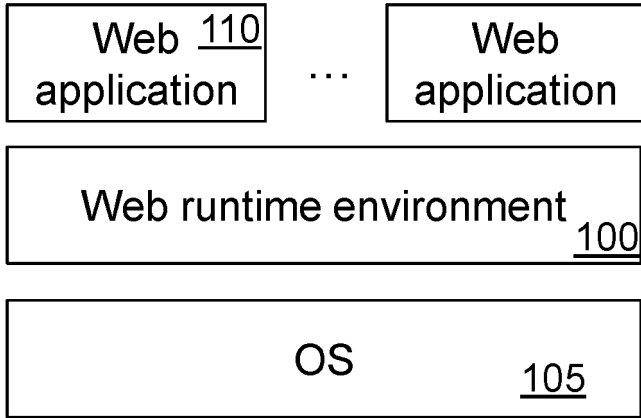 Web 110
application
...
Web
application
Web runtime environment
100
OS
105